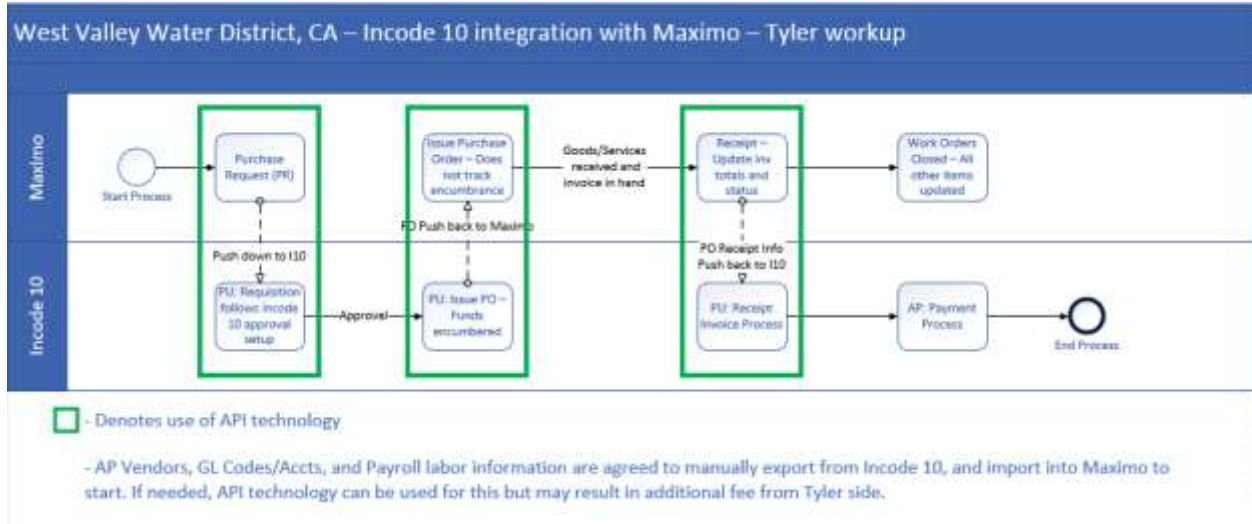 West Valley Water District, CA – Incode 10 integration with Maximo – Tyler workup
Maximo
Start Process
Purchase
Request (PR)
Issue Purchase
Order – Does
not track
encumbrance
Goods/Services
received and
invoice in hand
Receipt –
Update Inv
totals and
status
Work Orders
Closed – All
other items
updated
Push down to I10
PO Push back to Maximo
PO Receipt Info
Push back to I10
Incode 10
PU: Requisition
follows incode
10 approval
setup
Approval
PU: Issue PO –
Funds
encumbered
PU: Receipt
Invoice Process
AP: Payment
Process
End Process
- Denotes use of API technology
- AP Vendors, GL Codes/Accts, and Payroll labor information are agreed to manually export from Incode 10, and import into Maximo to
start. If needed, API technology can be used for this but may result in additional fee from Tyler side.